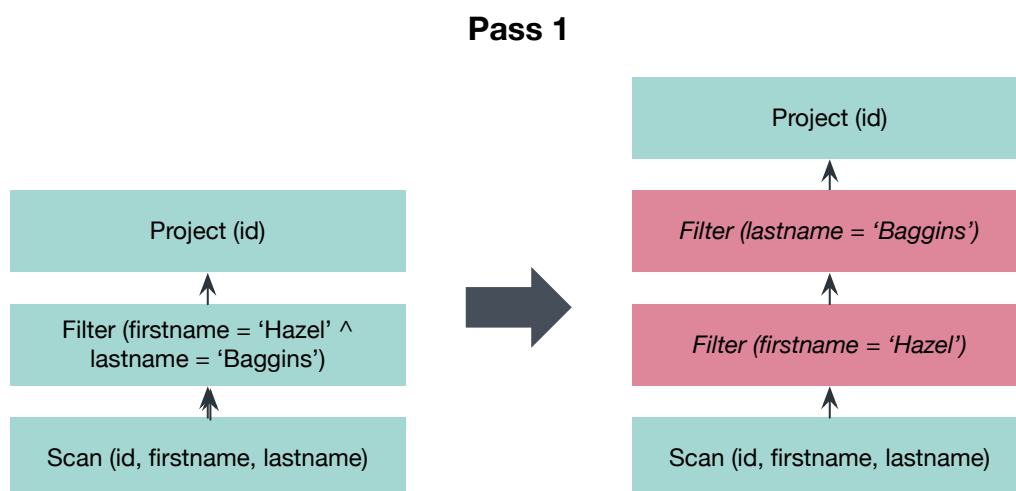 Pass 1
Project (id)
Filter (firstname = ‘Hazel’ ^
lastname = ‘Baggins’)
Scan (id, firstname, lastname)
Project (id)
Filter (lastname = ‘Baggins’)
Filter (firstname = ‘Hazel’)
Scan (id, firstname, lastname)